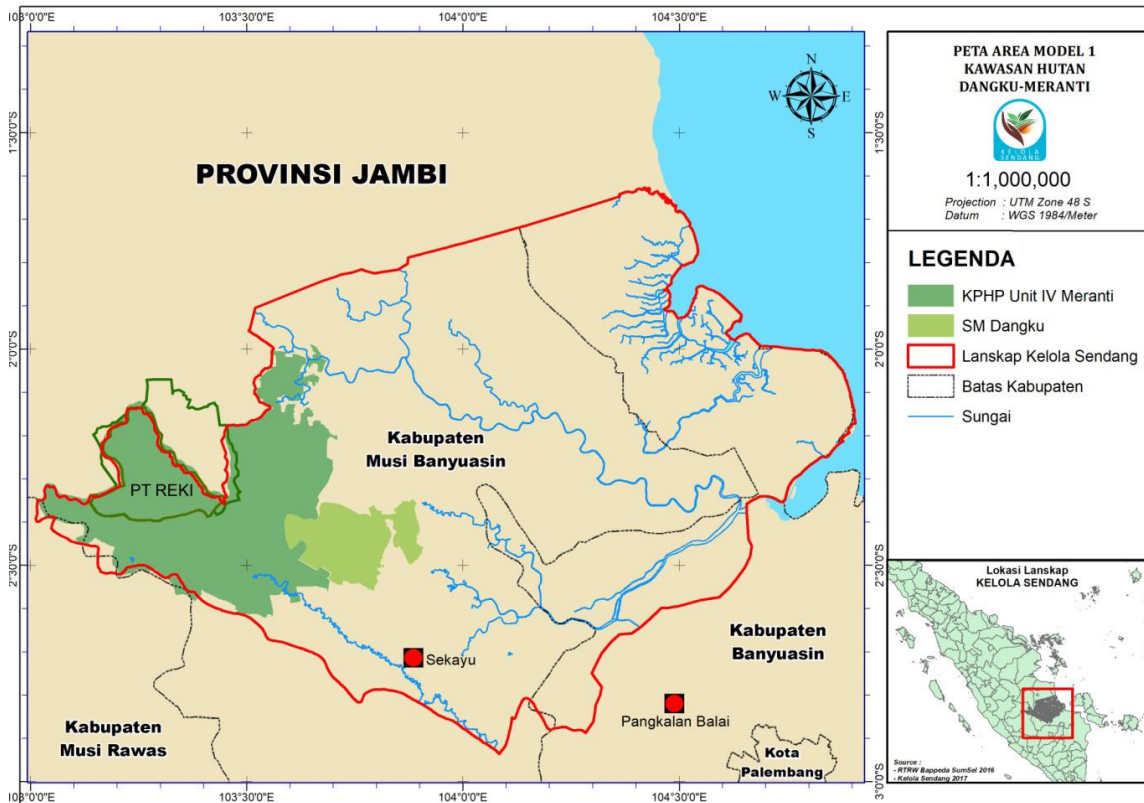 103°0'0"E
103°30'0"E
104°0'0"E
104°30'0"E
1°30'0"S
2°0'0"S
2°30'0"S
3°0'0"S
N
W
E
S
PROVINSI JAMBI
Kabupaten
Musi Banyuasin
PT REKI
Sekayu
Kabupaten
Banyuasin
Pangkalan Balai
Kabupaten
Musi Rawas
Kota
Palembang
1°30'0"S
2°0'0"S
2°30'0"S
3°0'0"S
103°0'0"E
103°30'0"E
104°0'0"E
104°30'0"E
PETA AREA MODEL 1
KAWASAN HUTAN
DANGKU-MERANTI
KELOLA
SENDANG
1:1,000,000
Projection : UTM Zone 48 S
Datum : WGS 1984/Meter
LEGENDA
KPHP Unit IV Meranti
SM Dangku
Lanskap Kelola Sendang
Batas Kabupaten
Sungai
Lokasi Lanskap
KELOLA SENDANG
Source :
- RTRW Bappeda SumSel 2016
- Kelola Sendang 2017